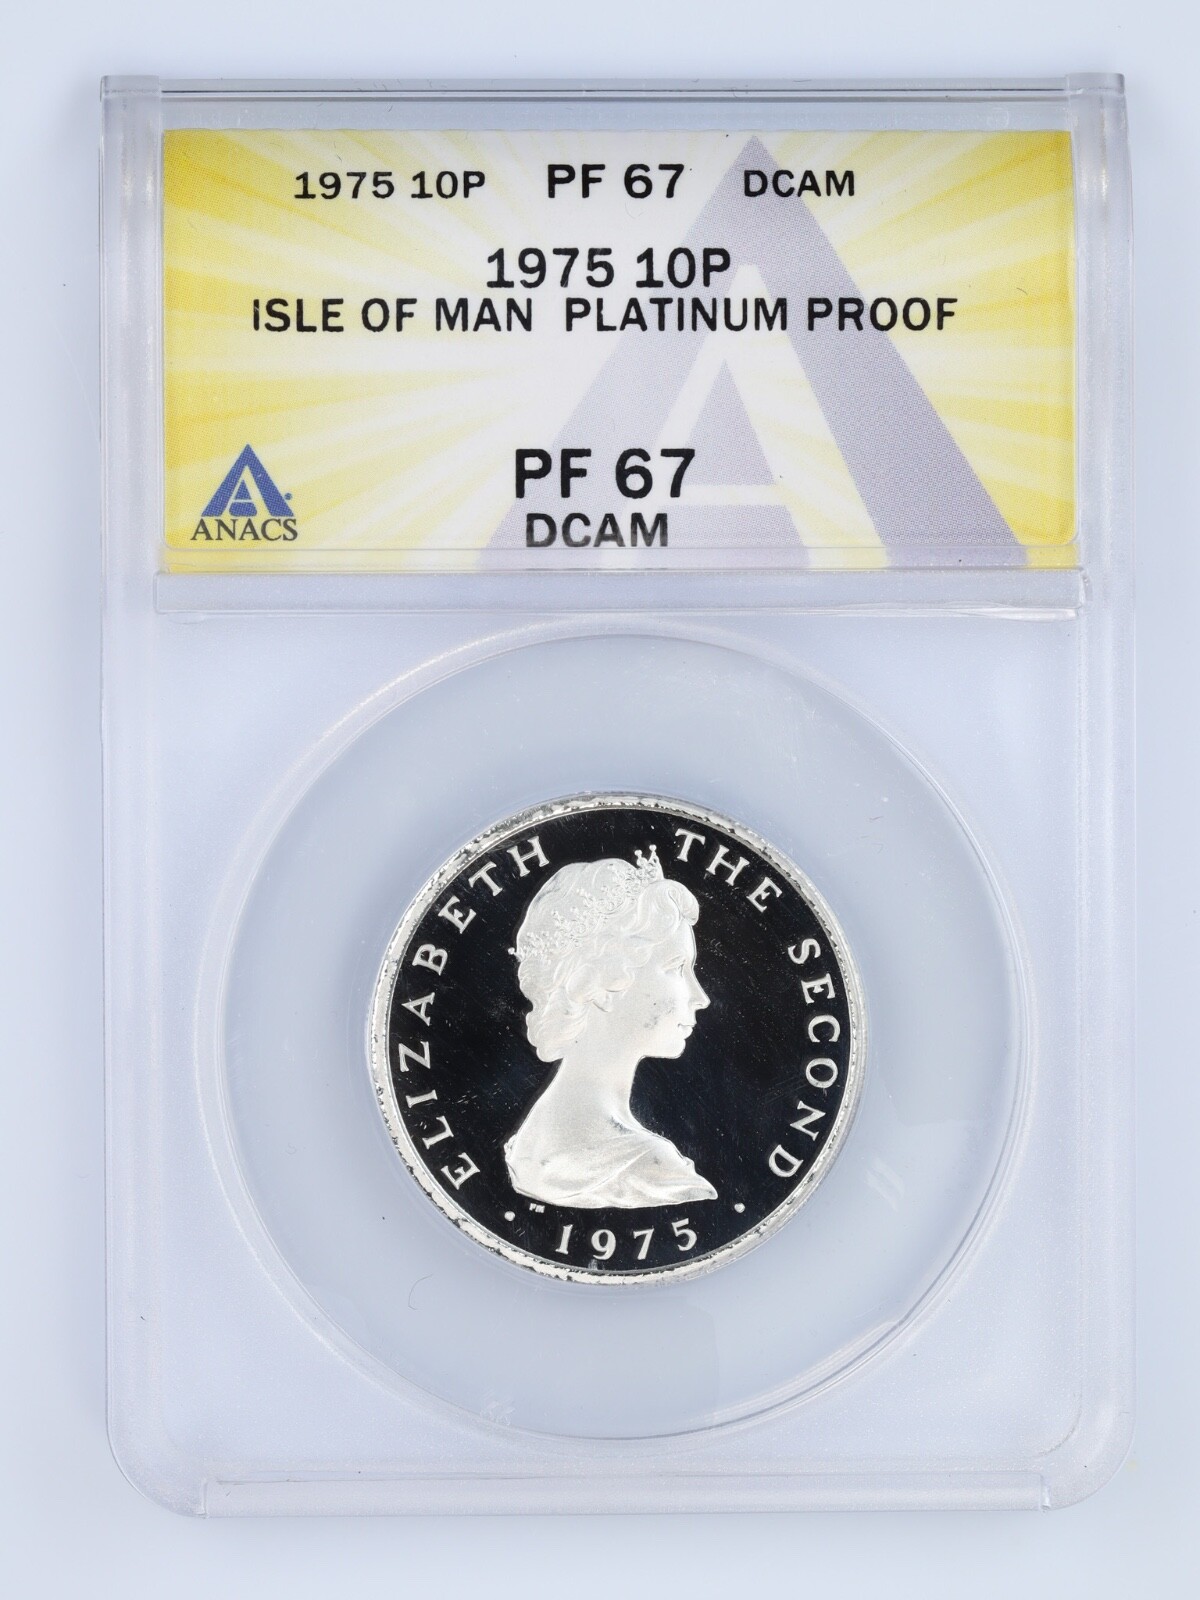 1975 10P PF 67 DCAM
1975 10P
ISLE OF MAN PLATINUM PROOF
PF 67
DCAM
ANACS
ELIZABETH THE SECOND
• 1975 •